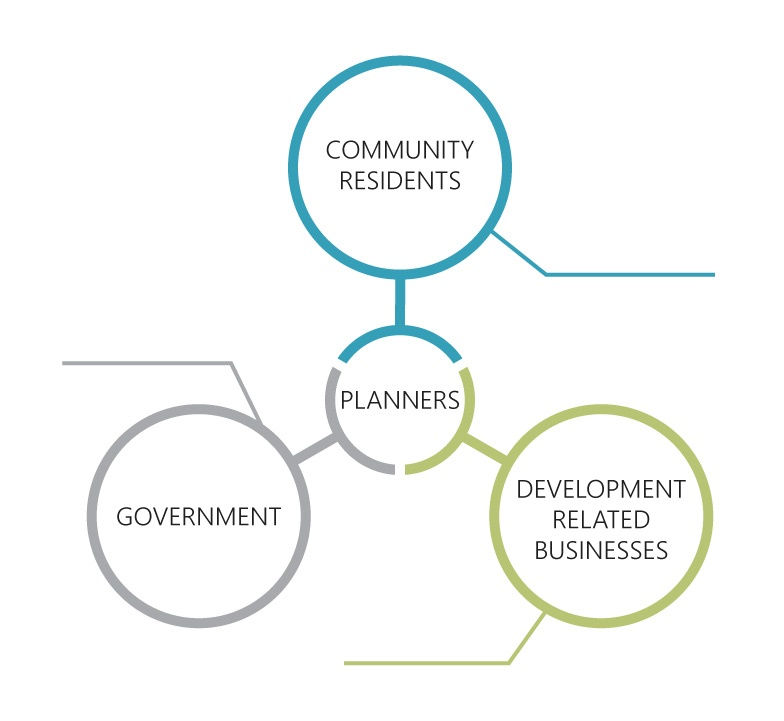 COMMUNITY
RESIDENTS
PLANNERS
GOVERNMENT
DEVELOPMENT
RELATED
BUSINESSES